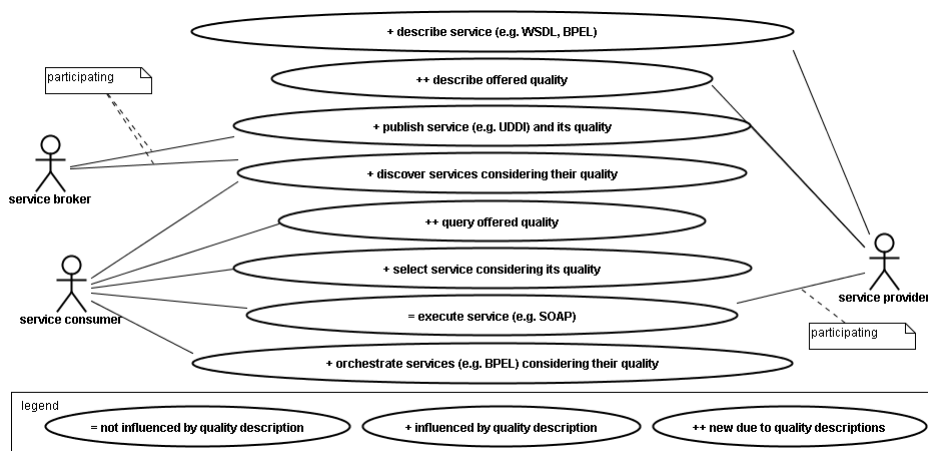 + describe service (e.g. WSDL, BPEL)
++ describe offered quality
participating
+ publish service (e.g. UDDI) and its quality
+ discover services considering their quality
service broker
++ query offered quality
+ select service considering its quality
service provider
service consumer
= execute service (e.g. SOAP)
participating
+ orchestrate services (e.g. BPEL) considering their quality
legend
= not influenced by quality description
+ influenced by quality description
++ new due to quality descriptions